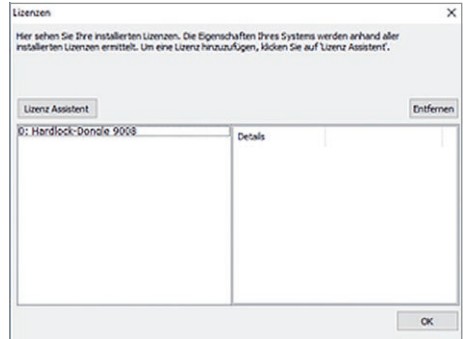 Lizenzen
Hier sehen Sie Ihre installierten Lizenzen. Die Eigenschaften Ihres Systems werden anhand aller
installierten Lizenzen ermittelt. Um eine Lizenz hinzuzufügen, klicken Sie auf 'Lizenz Assistent'.
Lizenz Assistent
Entfernen
0: Hardlock-Dongle 9008
Details
OK